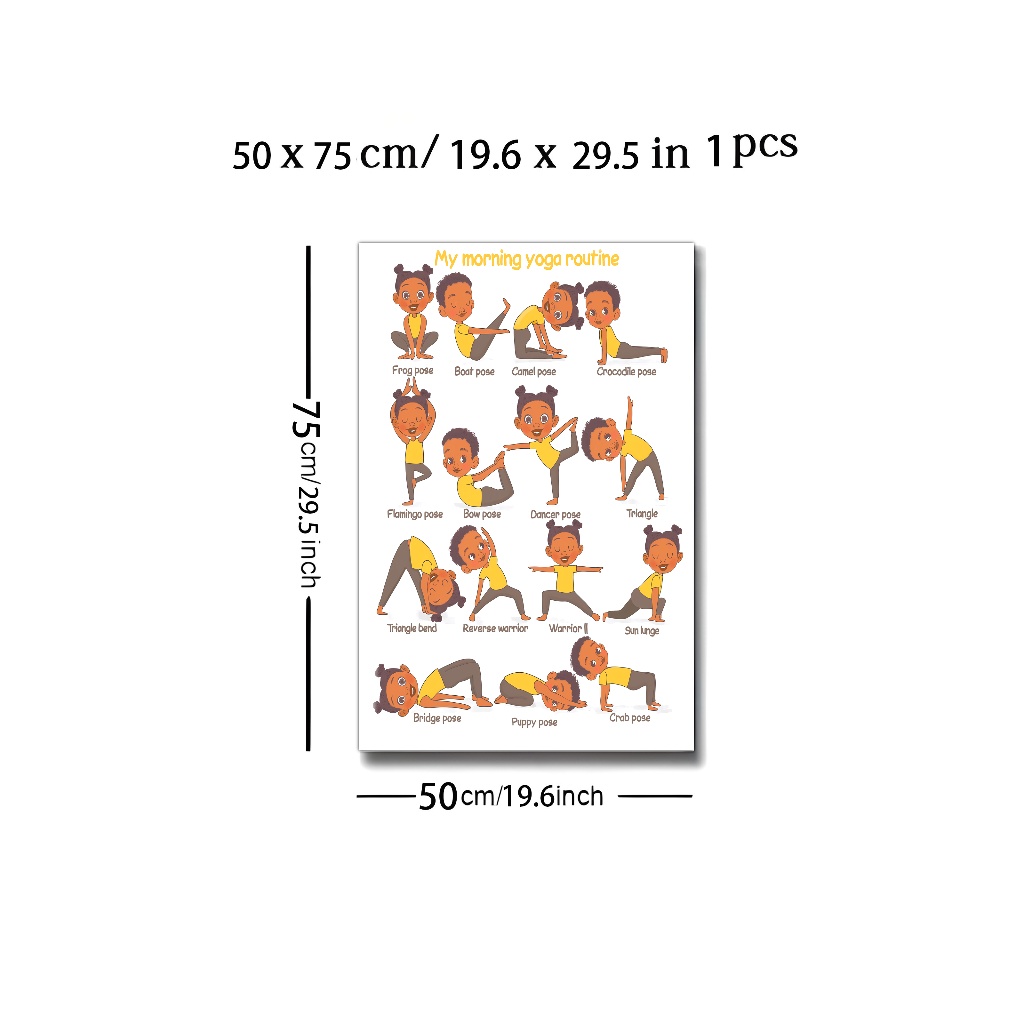 50 x 75 cm/ 19.6 x 29.5 in 1 pcs
My morning yoga routine
Frog pose Boat pose Camel pose Crocodile pose
Flamingo pose Bow pose Dancer pose Triangle
Triangle bend Reverse warrior Warrior II Sun lunge
Bridge pose Puppy pose Crab pose
75cm/29.5inch
50cm/19.6inch